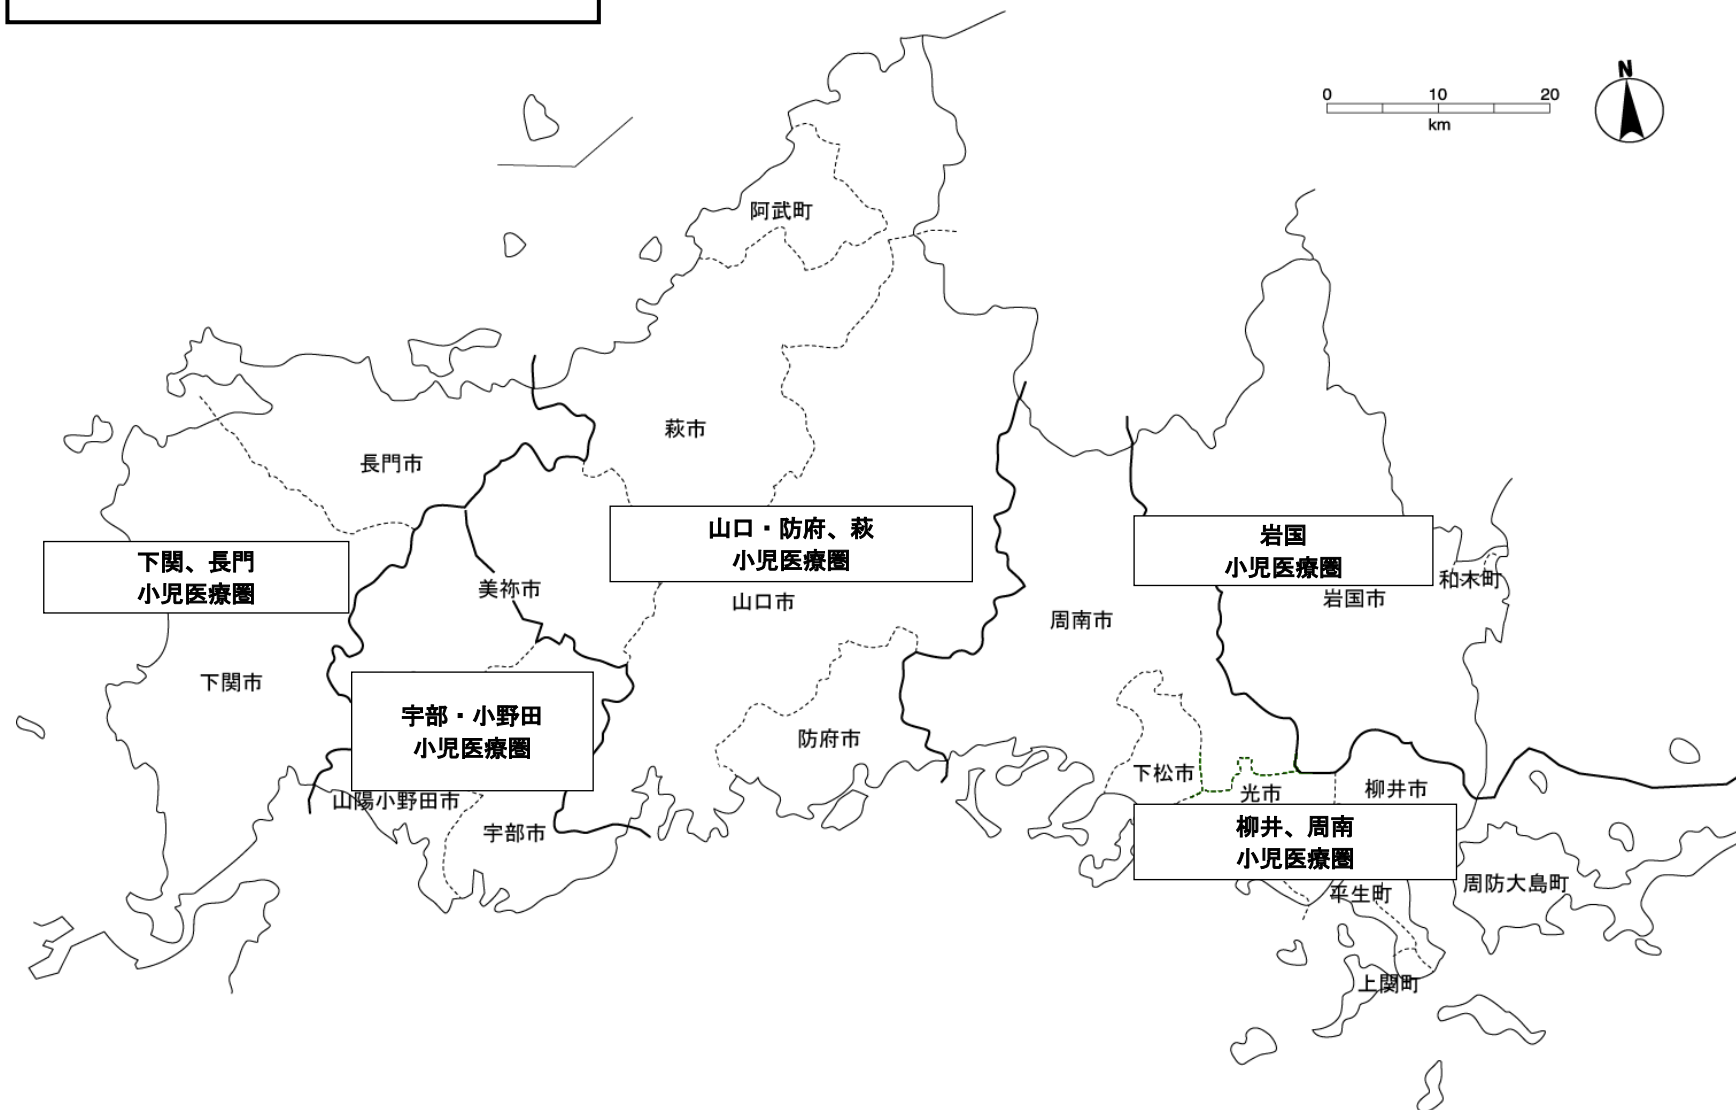 N
0 10 20
km
阿武町
萩市
長門市
山口・防府、萩
小児医療圏
岩国
小児医療圏
下関、長門
小児医療圏
和木町
美祢市
山口市
岩国市
周南市
下関市
宇部・小野田
小児医療圏
防府市
下松市
光市
柳井市
山陽小野田市
宇部市
柳井、周南
小児医療圏
周防大島町
平生町
上関町